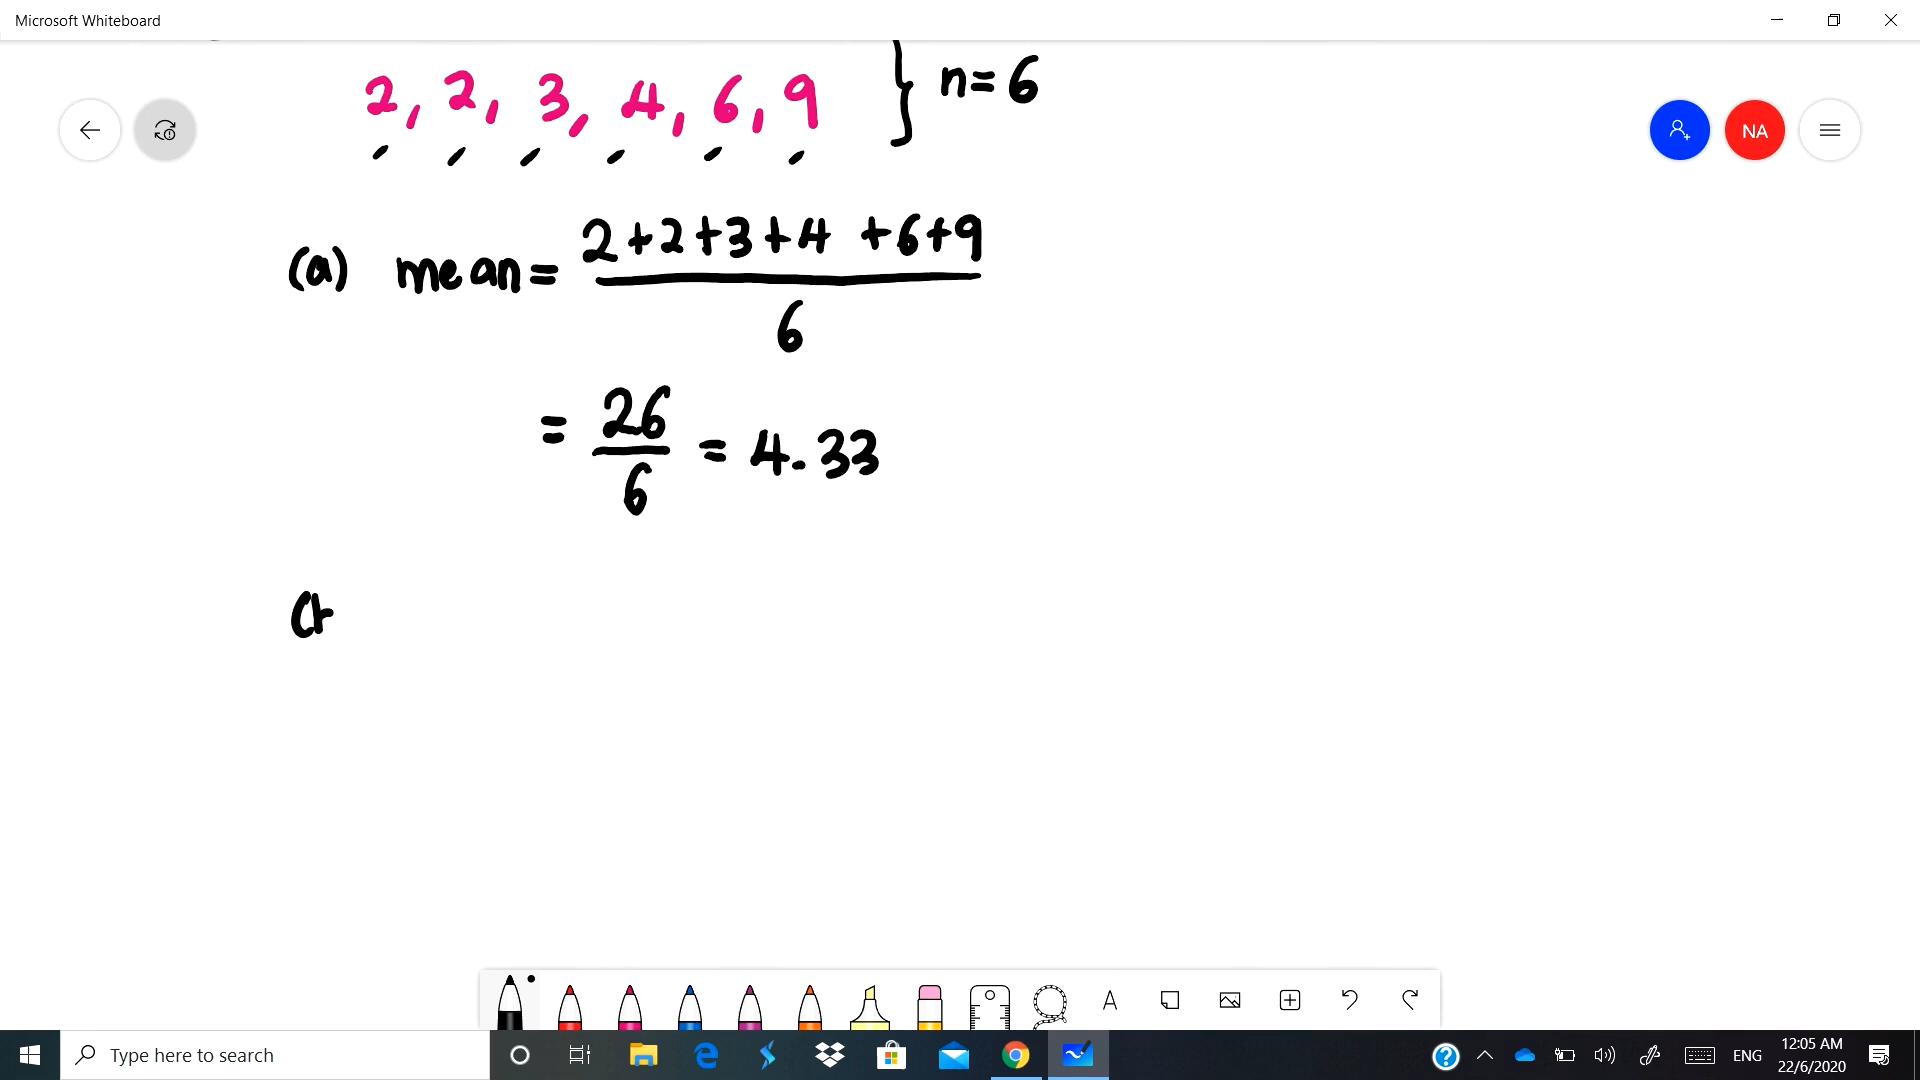 Microsoft Whiteboard
2, 2, 3, 4, 6, 9 } n=6
NA
(a) mean = 2+2+3+4 +6+9
6
= 26
6
= 4.33
(
A
Type here to search
ENG
12:05 AM
22/6/2020